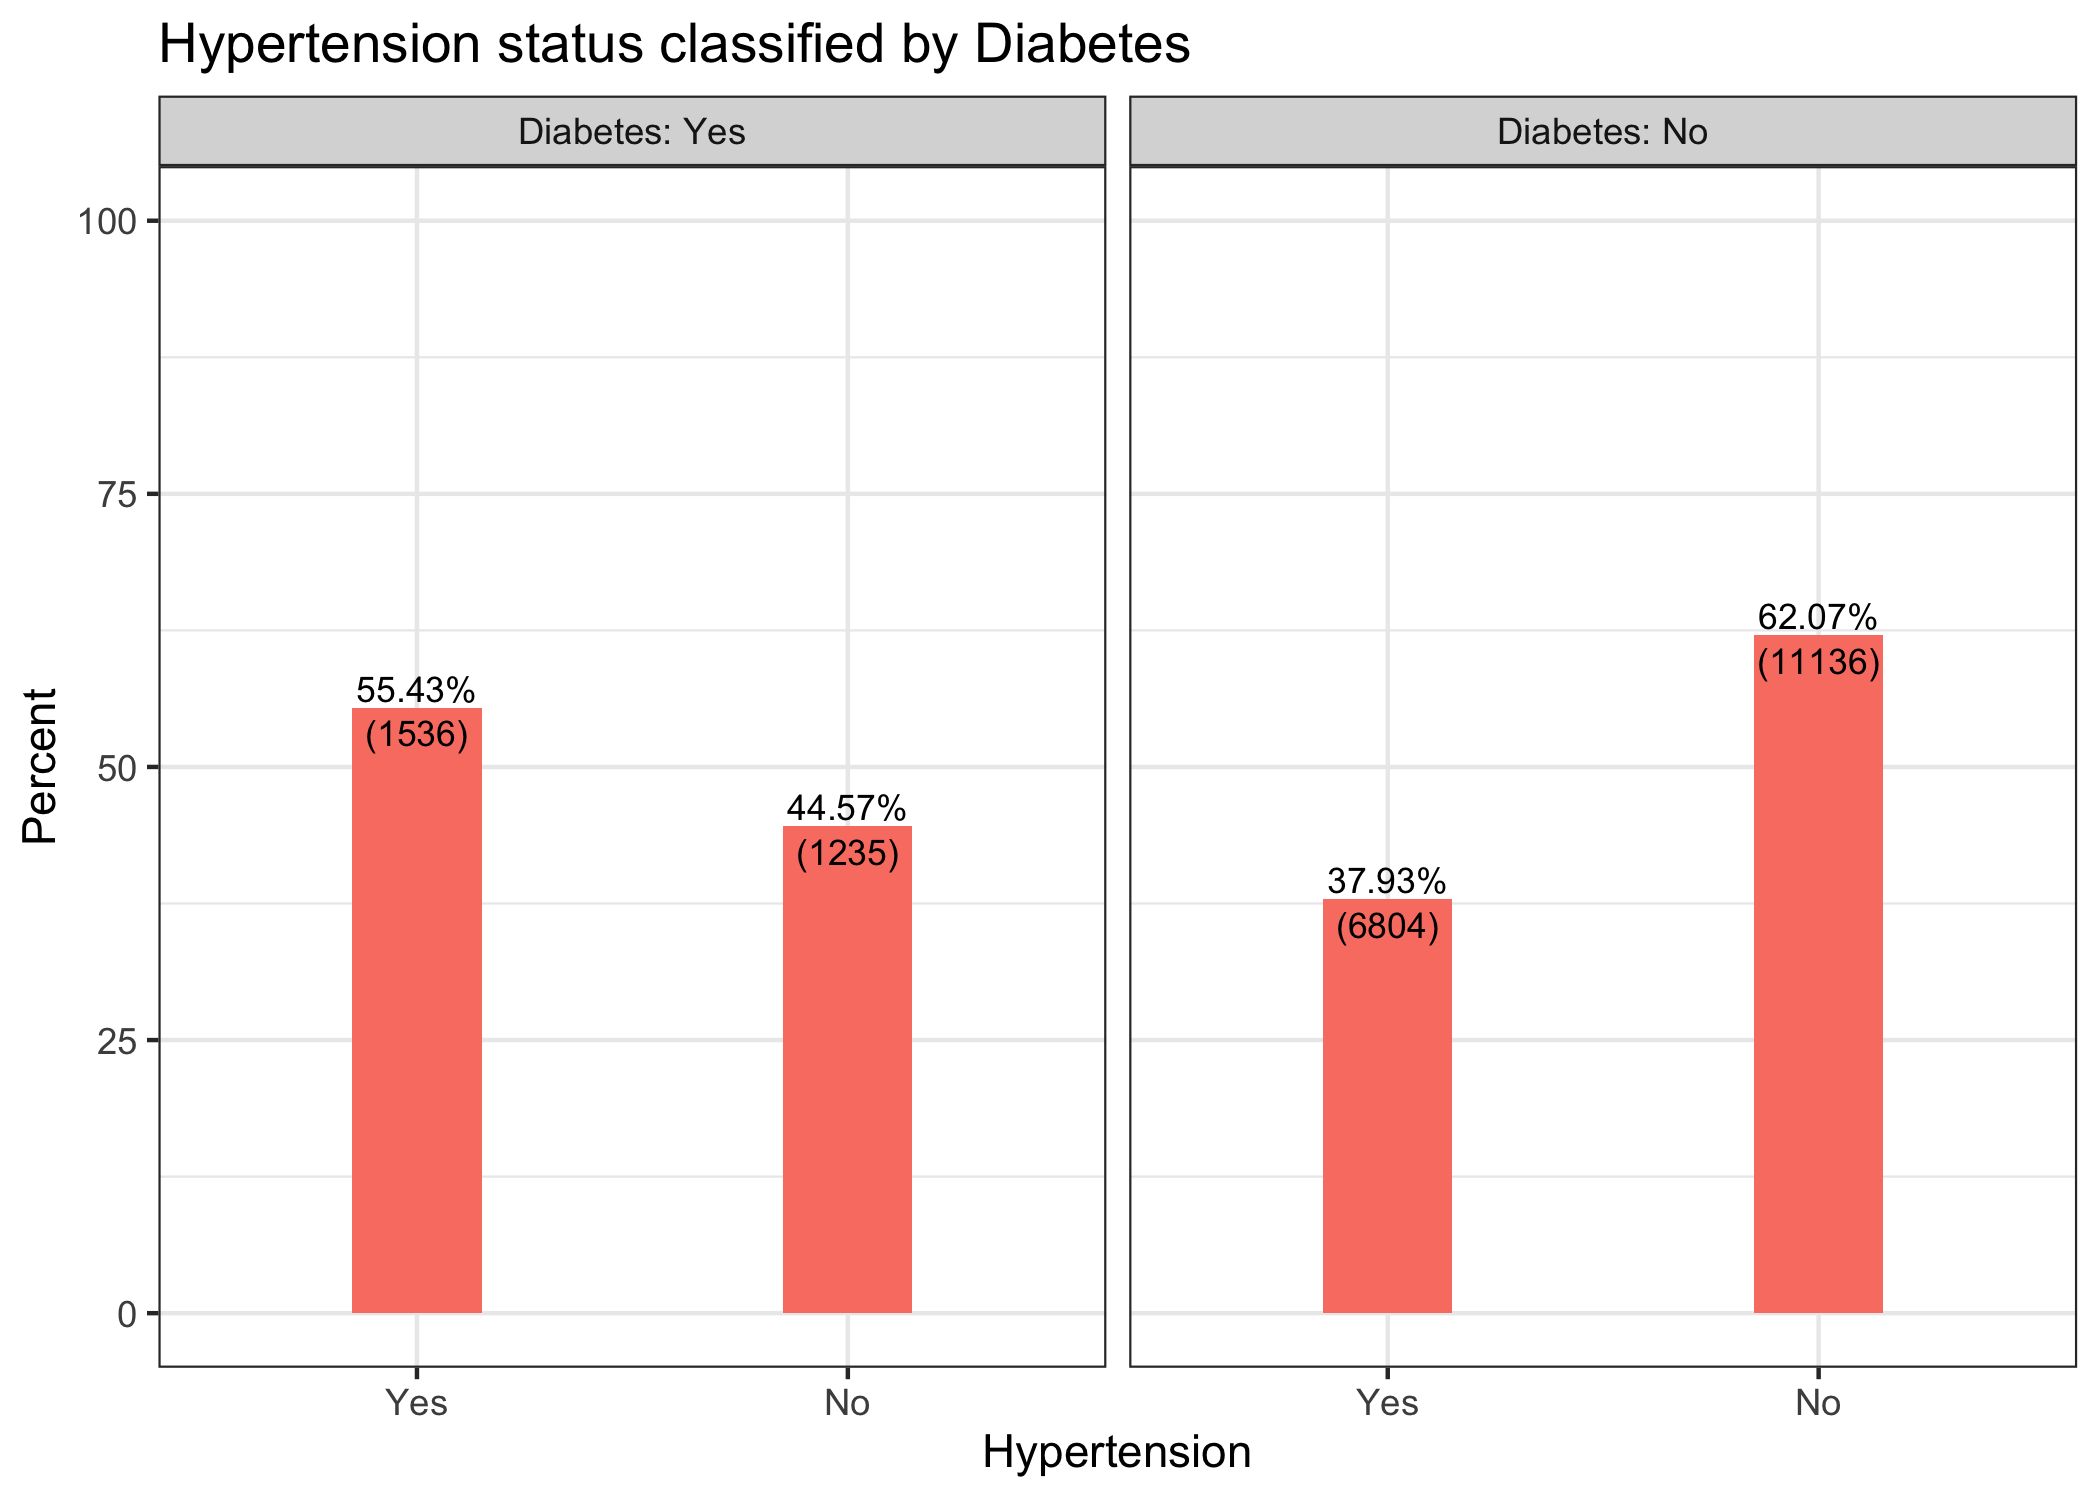 Hypertension status classified by Diabetes
Diabetes: Yes
Diabetes: No
Percent
100
75
50
25
0
55.43%
(1536)
44.57%
(1235)
37.93%
(6804)
62.07%
(11136)
Yes
No
Yes
No
Hypertension